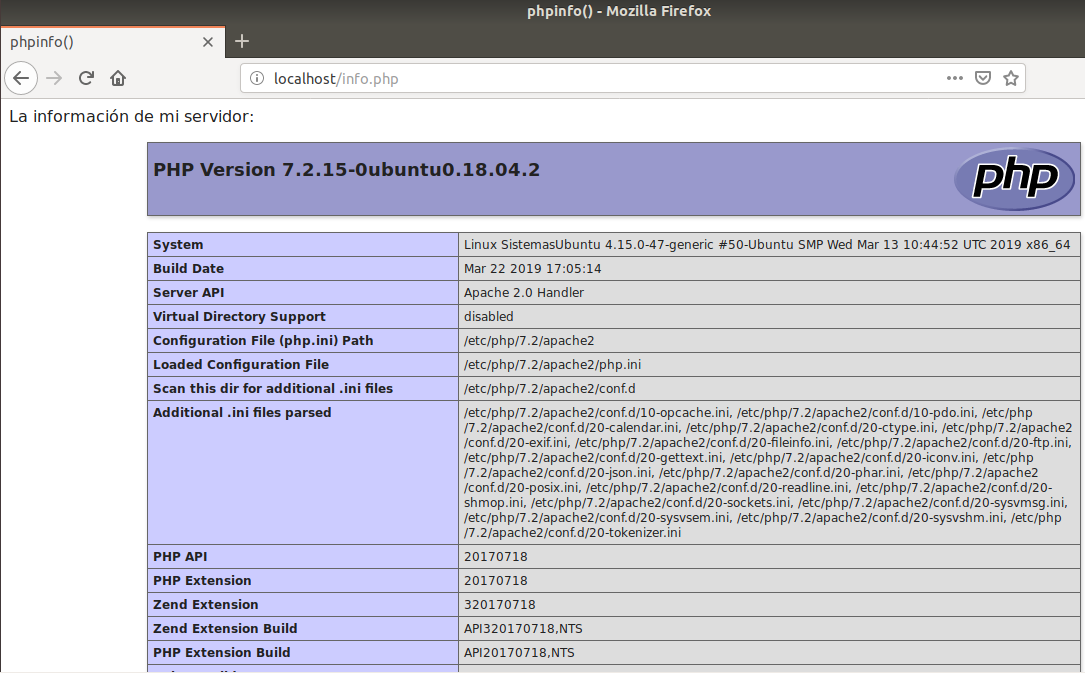 phpinfo() - Mozilla Firefox
phpinfo()
localhost/info.php
La información de mi servidor:
PHP Version 7.2.15-0ubuntu0.18.04.2
php
System Linux SistemasUbuntu 4.15.0-47-generic #50-Ubuntu SMP Wed Mar 13 10:44:52 UTC 2019 x86_64
Build Date Mar 22 2019 17:05:14
Server API Apache 2.0 Handler
Virtual Directory Support disabled
Configuration File (php.ini) Path /etc/php/7.2/apache2
Loaded Configuration File /etc/php/7.2/apache2/php.ini
Scan this dir for additional .ini files /etc/php/7.2/apache2/conf.d
Additional .ini files parsed /etc/php/7.2/apache2/conf.d/10-opcache.ini, /etc/php/7.2/apache2/conf.d/10-pdo.ini, /etc/php
/7.2/apache2/conf.d/20-calendar.ini, /etc/php/7.2/apache2/conf.d/20-ctype.ini, /etc/php/7.2/apache2
/conf.d/20-exif.ini, /etc/php/7.2/apache2/conf.d/20-fileinfo.ini, /etc/php/7.2/apache2/conf.d/20-ftp.ini,
/etc/php/7.2/apache2/conf.d/20-gettext.ini, /etc/php/7.2/apache2/conf.d/20-iconv.ini, /etc/php
/7.2/apache2/conf.d/20-json.ini, /etc/php/7.2/apache2/conf.d/20-phar.ini, /etc/php/7.2/apache2
/conf.d/20-posix.ini, /etc/php/7.2/apache2/conf.d/20-readline.ini, /etc/php/7.2/apache2/conf.d/20-
shmop.ini, /etc/php/7.2/apache2/conf.d/20-sockets.ini, /etc/php/7.2/apache2/conf.d/20-sysvmsg.ini,
/etc/php/7.2/apache2/conf.d/20-sysvsem.ini, /etc/php/7.2/apache2/conf.d/20-sysvshm.ini, /etc/php
/7.2/apache2/conf.d/20-tokenizer.ini
PHP API 20170718
PHP Extension 20170718
Zend Extension 320170718
Zend Extension Build API320170718,NTS
PHP Extension Build API20170718,NTS